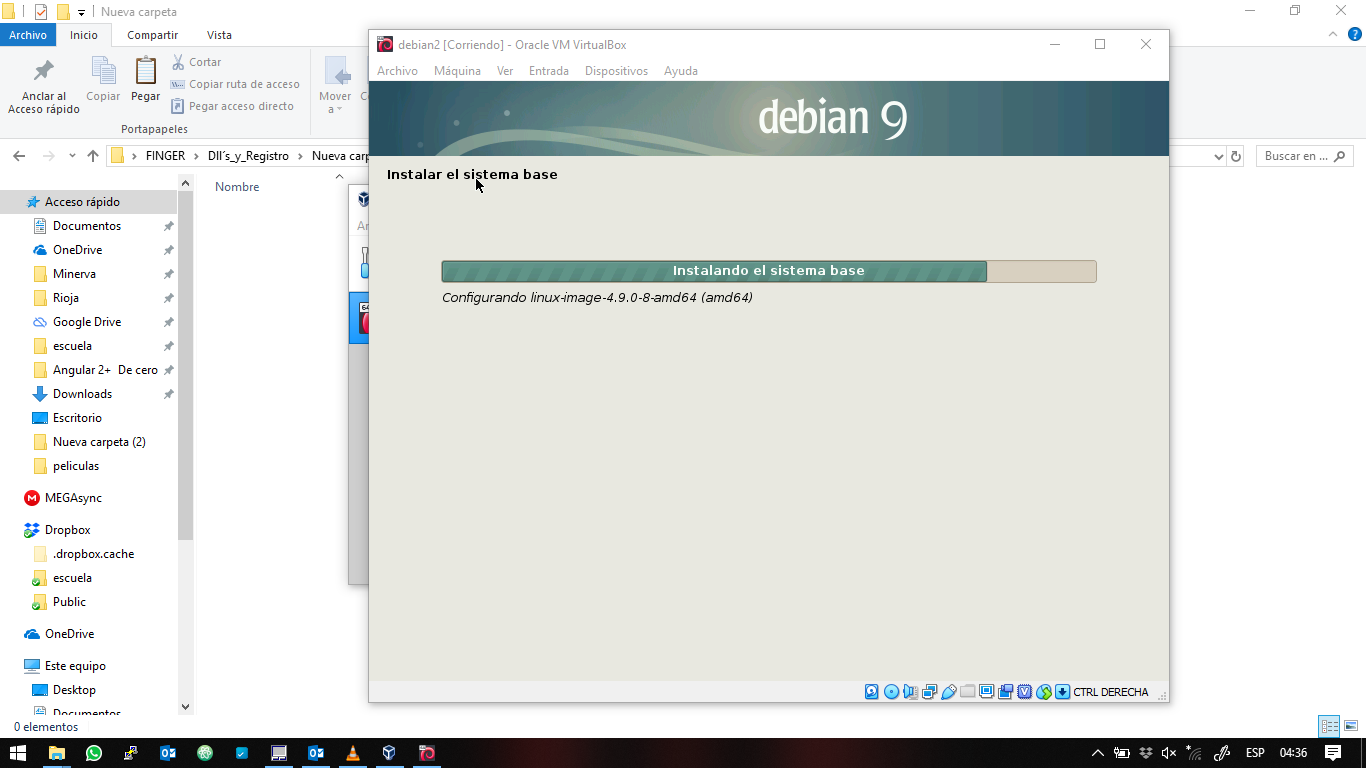 Nueva carpeta
Archivo
Inicio
Compartir
Vista
Anclar al
Acceso rápido
Copiar
Pegar
Cortar
Copiar ruta de acceso
Pegar acceso directo
Mover
a
Portapapeles
FINGER
Dll´s_y_Registro
Nueva carp
Buscar en ...
Nombre
Acceso rápido
Documentos
OneDrive
Minerva
Rioja
Google Drive
escuela
Angular 2+ De cero
Downloads
Escritorio
Nueva carpeta (2)
peliculas
MEGAsync
Dropbox
.dropbox.cache
escuela
Public
OneDrive
Este equipo
Desktop
Documentos
0 elementos
debian2 [Corriendo] - Oracle VM VirtualBox
Archivo Máquina Ver Entrada Dispositivos Ayuda
debian 9
Instalar el sistema base
Instalando el sistema base
Configurando linux-image-4.9.0-8-amd64 (amd64)
CTRL DERECHA
ESP 04:36